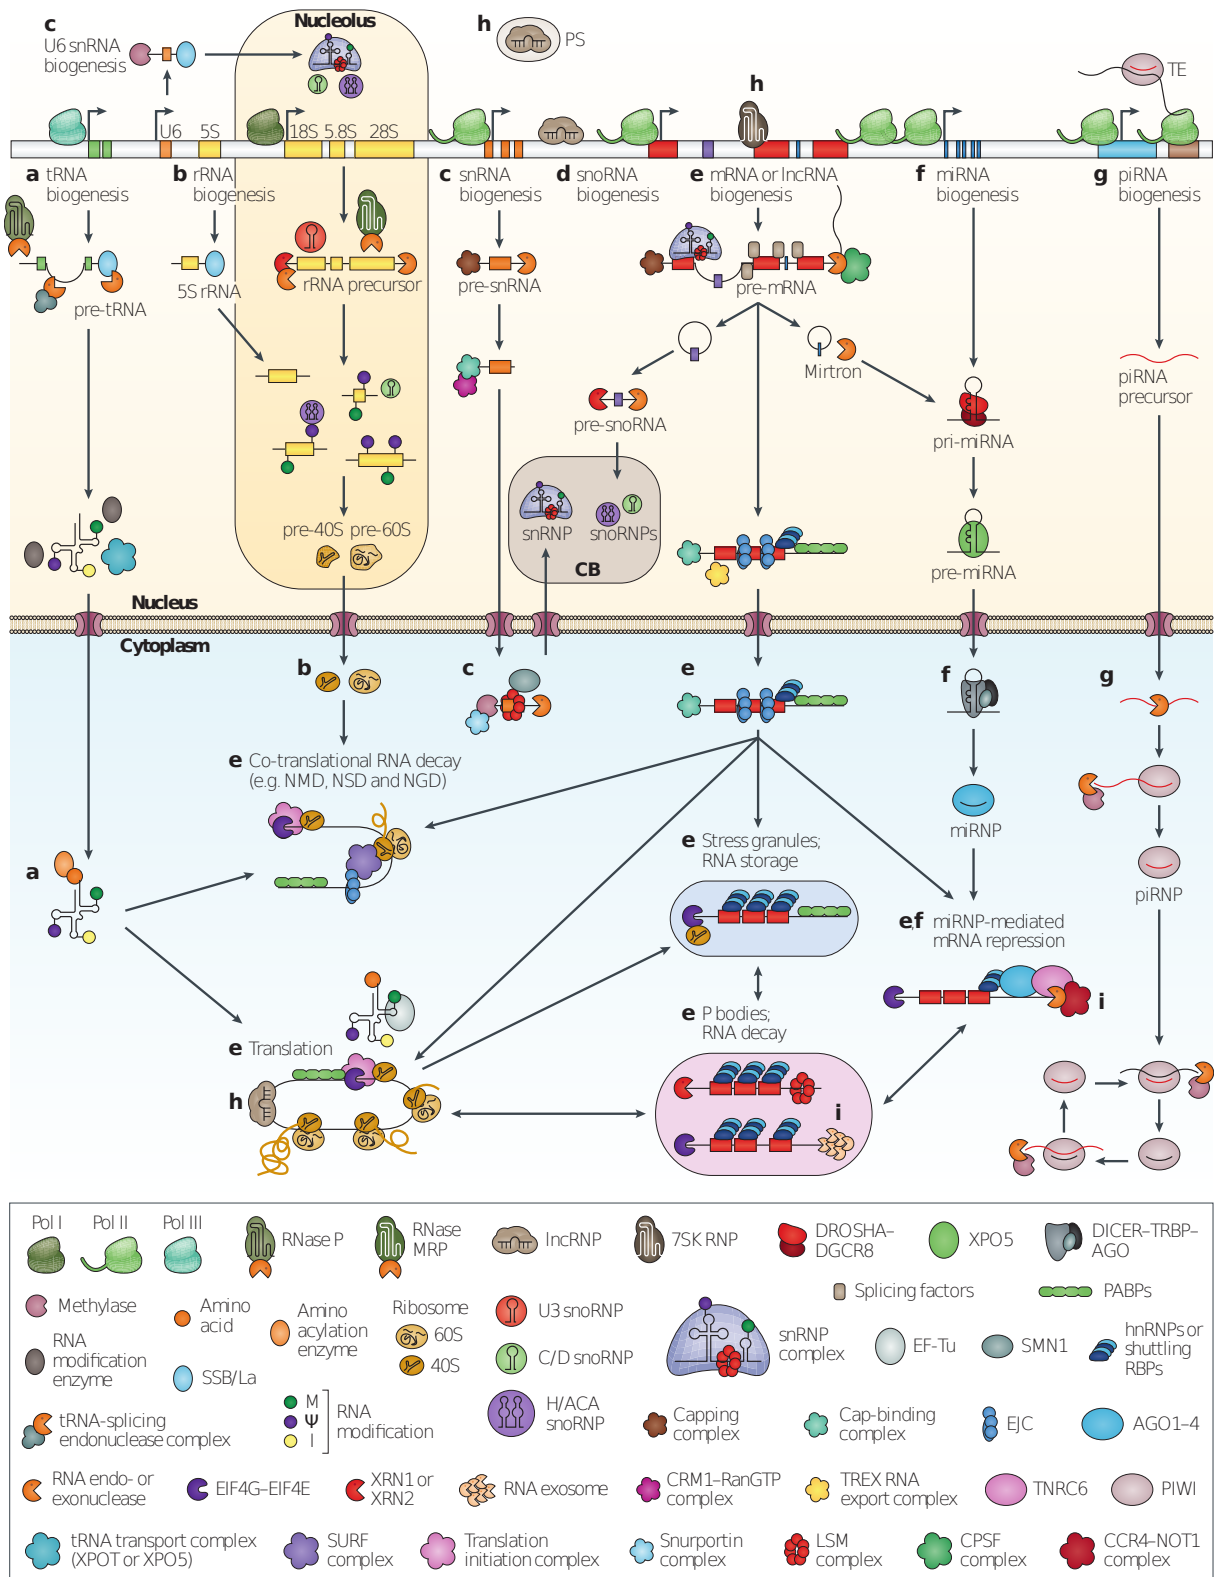 c
U6 snRNA
biogenesis
Nucleolus
h
PS
TE
h
U6
5S
18S
5.8S
28S
a tRNA
biogenesis
b rRNA
biogenesis
c snRNA
biogenesis
d snoRNA
biogenesis
e mRNA or lncRNA
biogenesis
f miRNA
biogenesis
g piRNA
biogenesis
pre-tRNA
5S rRNA
rRNA precursor
pre-snRNA
pre-mRNA
Mirtron
piRNA
precursor
pre-snoRNA
pri-miRNA
pre-40S
pre-60S
snRNP
snoRNPs
CB
pre-miRNA
Nucleus
Cytoplasm
b
c
e
f
g
e Co-translational RNA decay
(e.g. NMD, NSD and NGD)
miRNP
e Stress granules;
RNA storage
a
piRNP
e,f miRNP-mediated
mRNA repression
i
e P bodies;
RNA decay
e Translation
h
i
Pol I
Pol II
Pol III
RNase P
RNase
MRP
lncRNP
7SK RNP
DROSHA–
DGCR8
XPO5
DICER–TRBP–
AGO
Methylase
Amino
acid
Amino
acylation
enzyme
Ribosome
60S
40S
U3 snoRNP
C/D snoRNP
snRNP
complex
Splicing factors
PABPs
RNA
modification
enzyme
SSB/La
EF-Tu
SMN1
hnRNPs or
shuttling
RBPs
tRNA-splicing
endonuclease complex
M
Ψ
I
RNA
modification
H/ACA
snoRNP
Capping
complex
Cap-binding
complex
EJC
AGO1–4
RNA endo- or
exonuclease
EIF4G–EIF4E
XRN1 or
XRN2
RNA exosome
CRM1–RanGTP
complex
TREX RNA
export complex
TNRC6
PIWI
tRNA transport complex
(XPOT or XPO5)
SURF
complex
Translation
initiation complex
Snurportin
complex
LSM
complex
CPSF
complex
CCR4–NOT1
complex